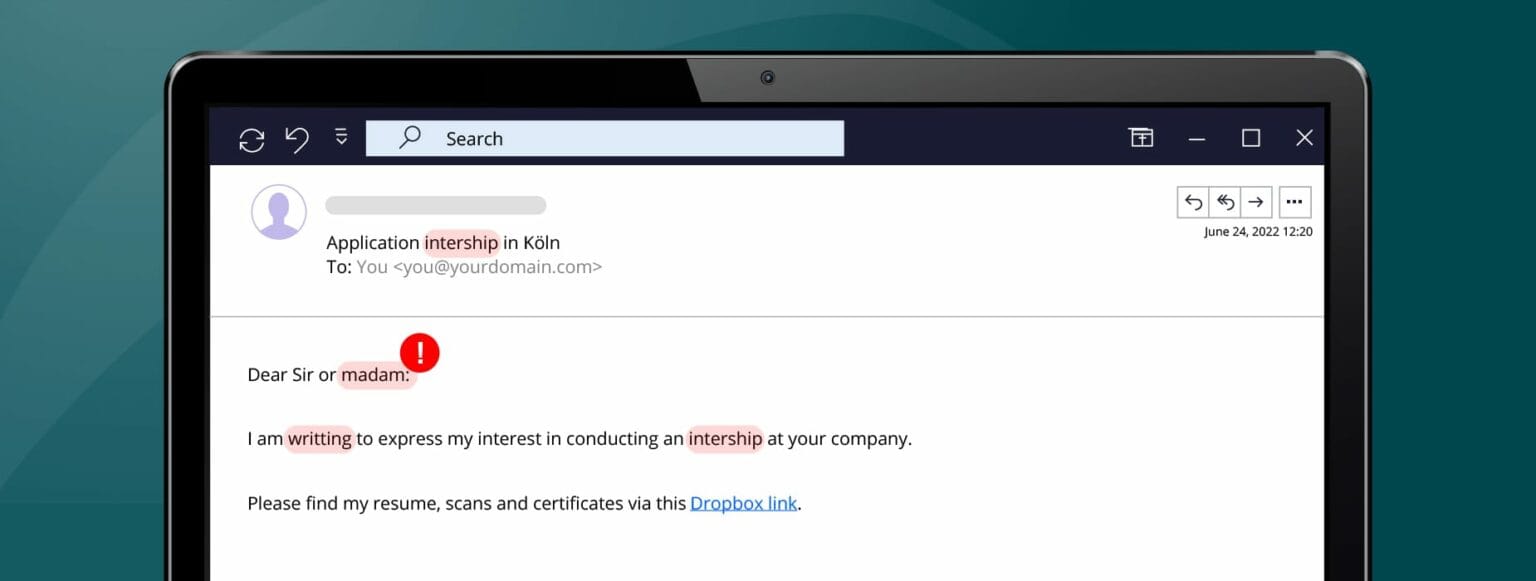 Search
June 24, 2022 12:20
Application intership in Köln
To: You <you@yourdomain.com>
!
Dear Sir or madam:
I am writting to express my interest in conducting an intership at your company.
Please find my resume, scans and certificates via this Dropbox link.